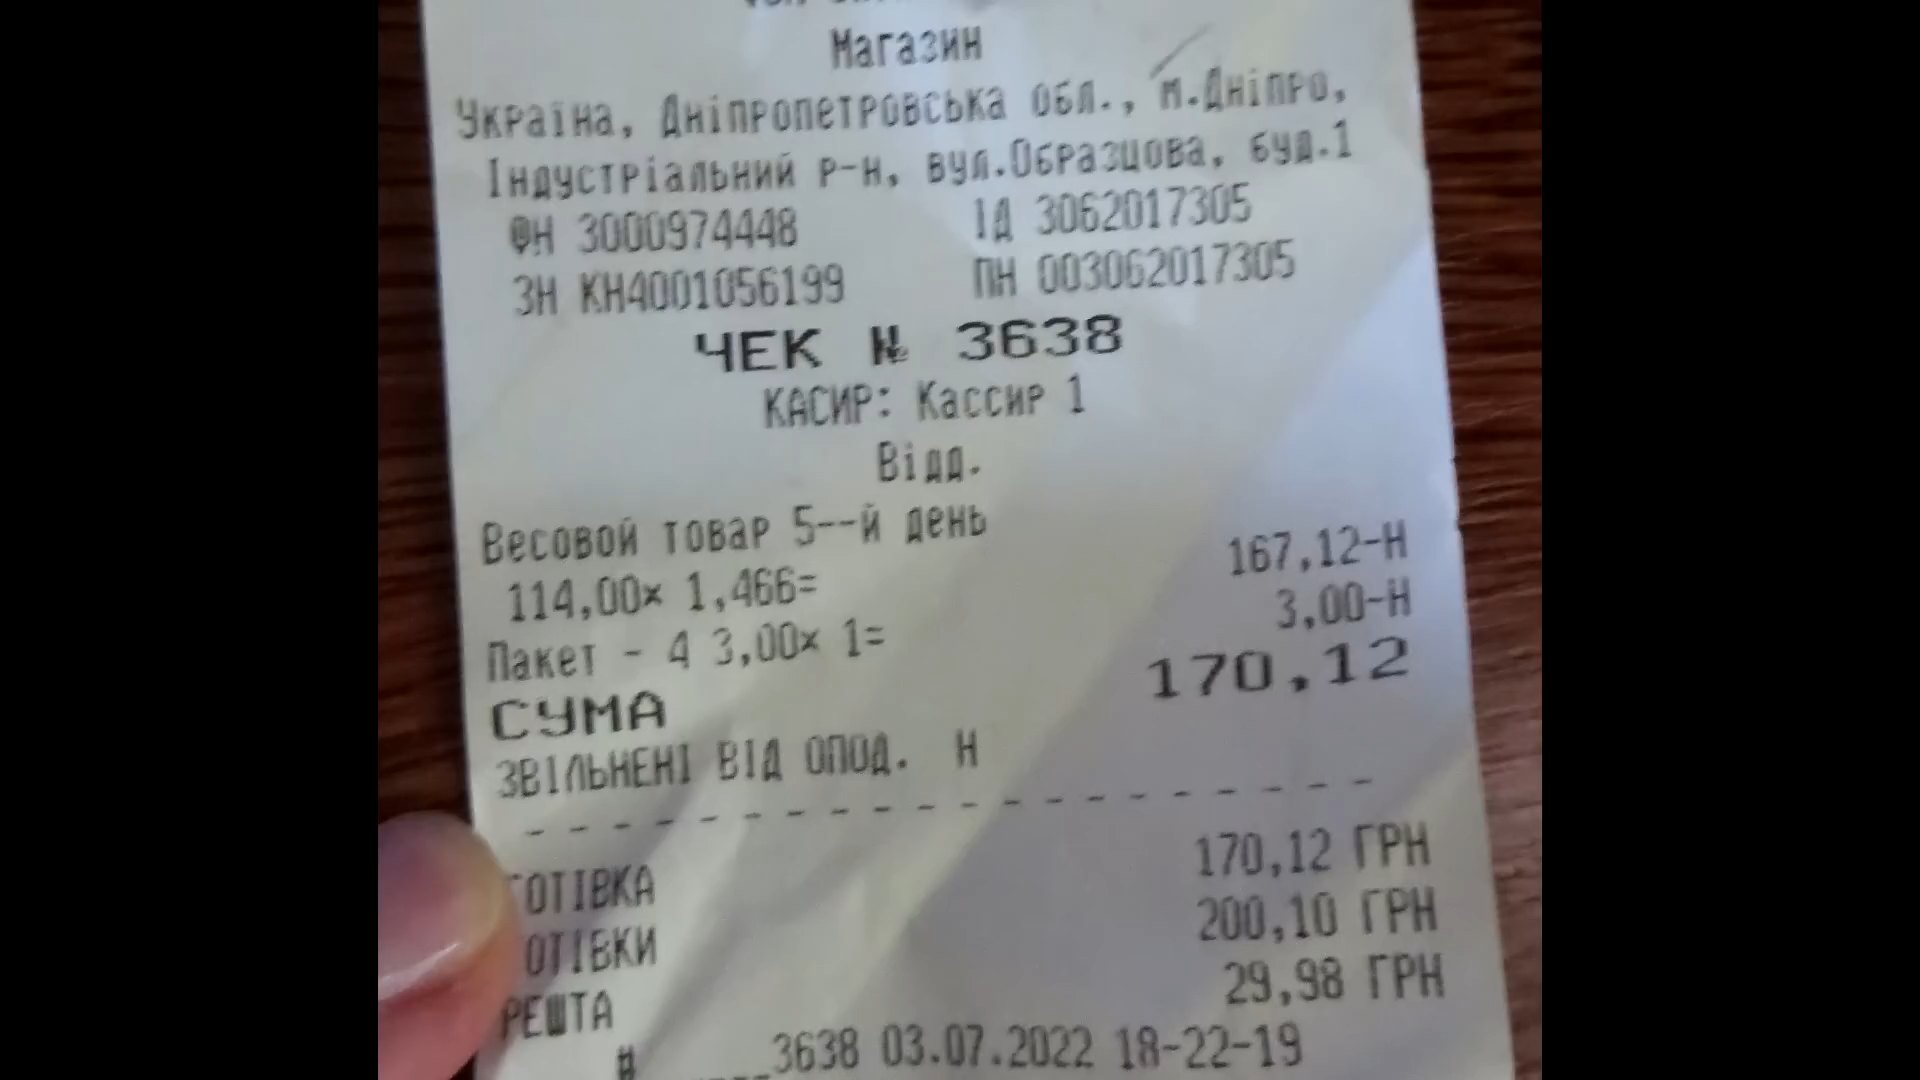 Магазин
Україна, Дніпропетровська обл., м.Дніпро,
Індустріальний р-н, вул.Образцова, буд.1
ФН 3000974448 ІД 3062017305
ЗН КН4001056199 ПН 003062017305
ЧЕК № 3638
КАСИР: Кассир 1
Відд.
Весовой товар 5--й день
114,00× 1,466= 167,12-Н
Пакет - 4 3,00× 1= 3,00-Н
СУМА 170,12
ЗВІЛЬНЕНІ ВІД ОПОД. Н
- - - - - - - - - - - - - - - - - - - -
ГОТІВКА 170,12 ГРН
ОТІВКИ 200,10 ГРН
РЕШТА 29,98 ГРН
# ___3638 03.07.2022 18-22-19